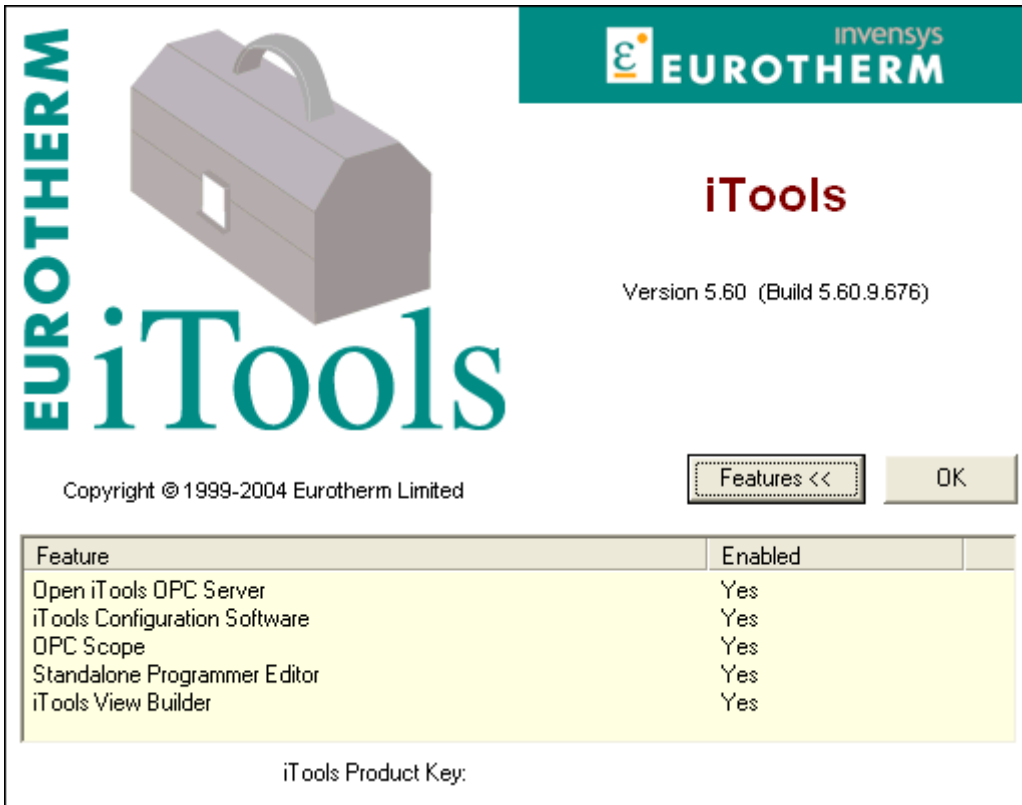 EUROTHERM
iTools
invensys
EUROTHERM
iTools
Version 5.60 (Build 5.60.9.676)
Copyright © 1999-2004 Eurotherm Limited
Features <<
OK
Feature Enabled
Open iTools OPC Server Yes
iTools Configuration Software Yes
OPC Scope Yes
Standalone Programmer Editor Yes
iTools View Builder Yes
iTools Product Key: